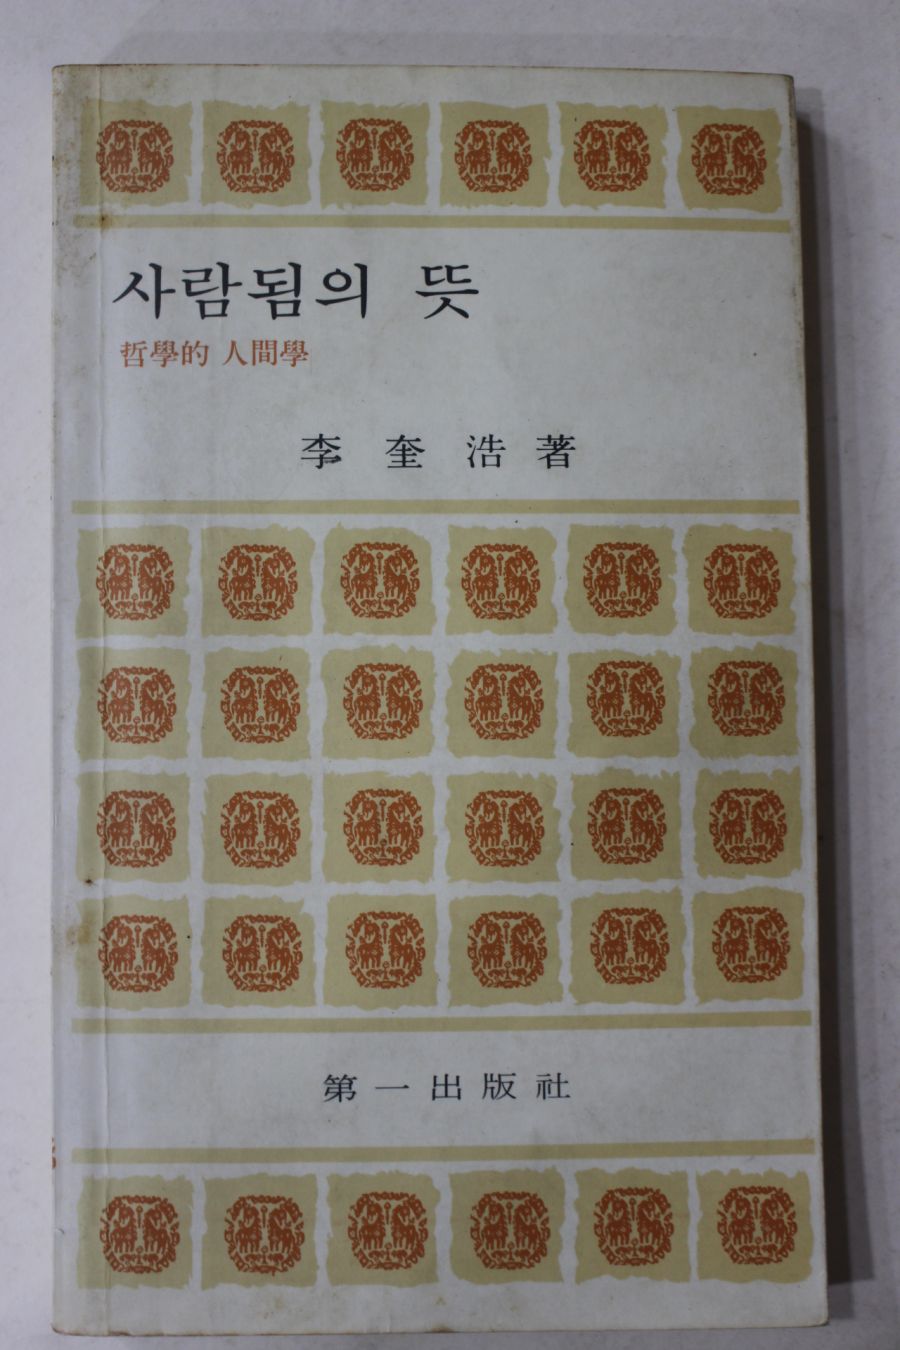 사람됨의 뜻
哲學的 人間學
李奎浩著
第一出版社